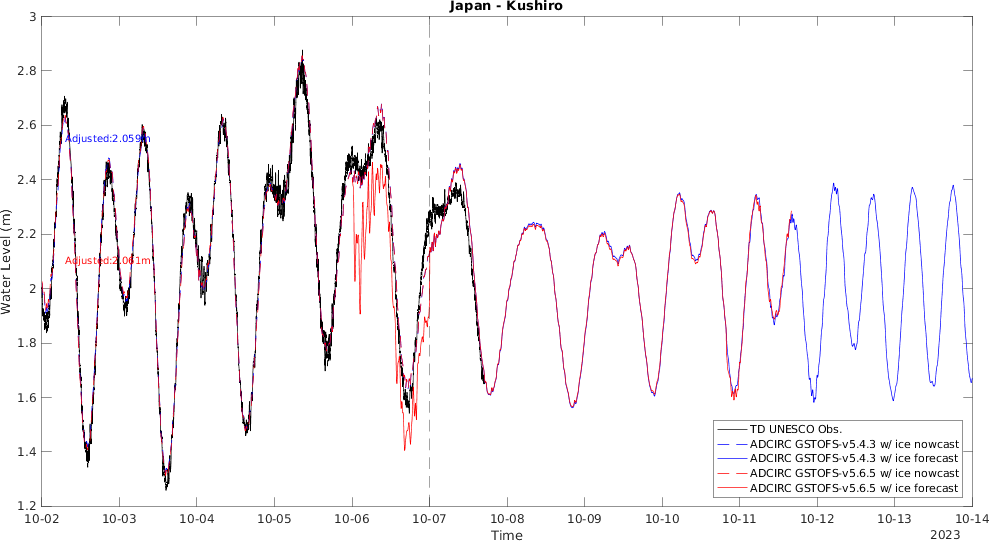 Japan - Kushiro
3
2.8
2.6
2.4
2.2
2
1.8
1.6
1.4
1.2
Water Level (m)
Adjusted:2.059m
Adjusted:2.061m
TD UNESCO Obs.
ADCIRC GSTOFS-v5.4.3 w/ ice nowcast
ADCIRC GSTOFS-v5.4.3 w/ ice forecast
ADCIRC GSTOFS-v5.6.5 w/ ice nowcast
ADCIRC GSTOFS-v5.6.5 w/ ice forecast
10-02 10-03 10-04 10-05 10-06 10-07 10-08 10-09 10-10 10-11 10-12 10-13 10-14
Time
2023